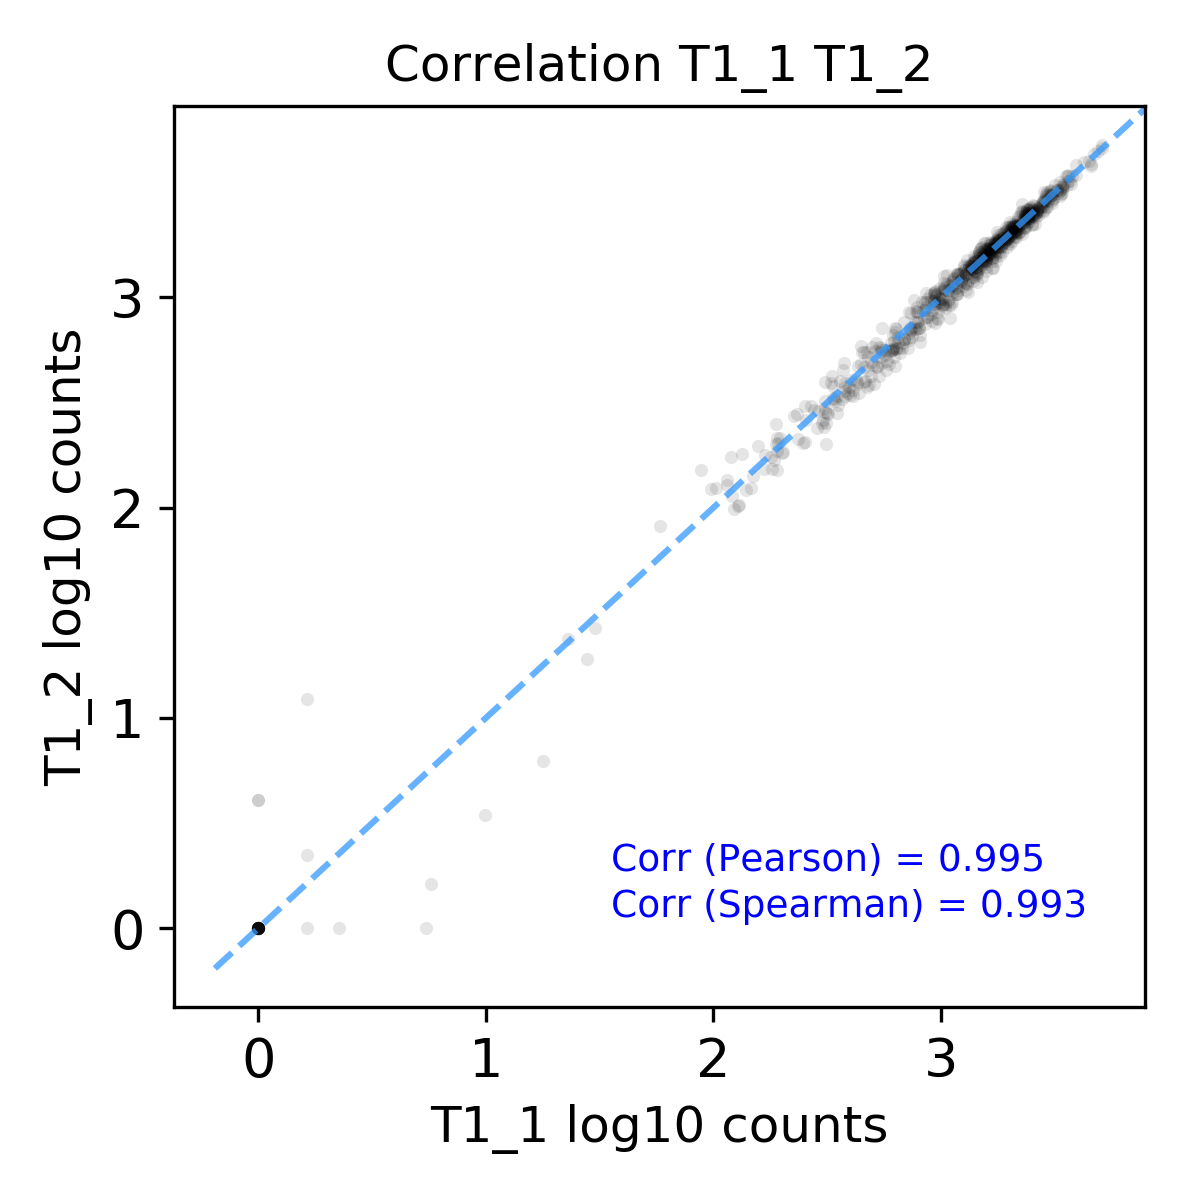 Correlation T1_1 T1_2
T1_2 log10 counts
3
2
1
0
Corr (Pearson) = 0.995
Corr (Spearman) = 0.993
0 1 2 3
T1_1 log10 counts